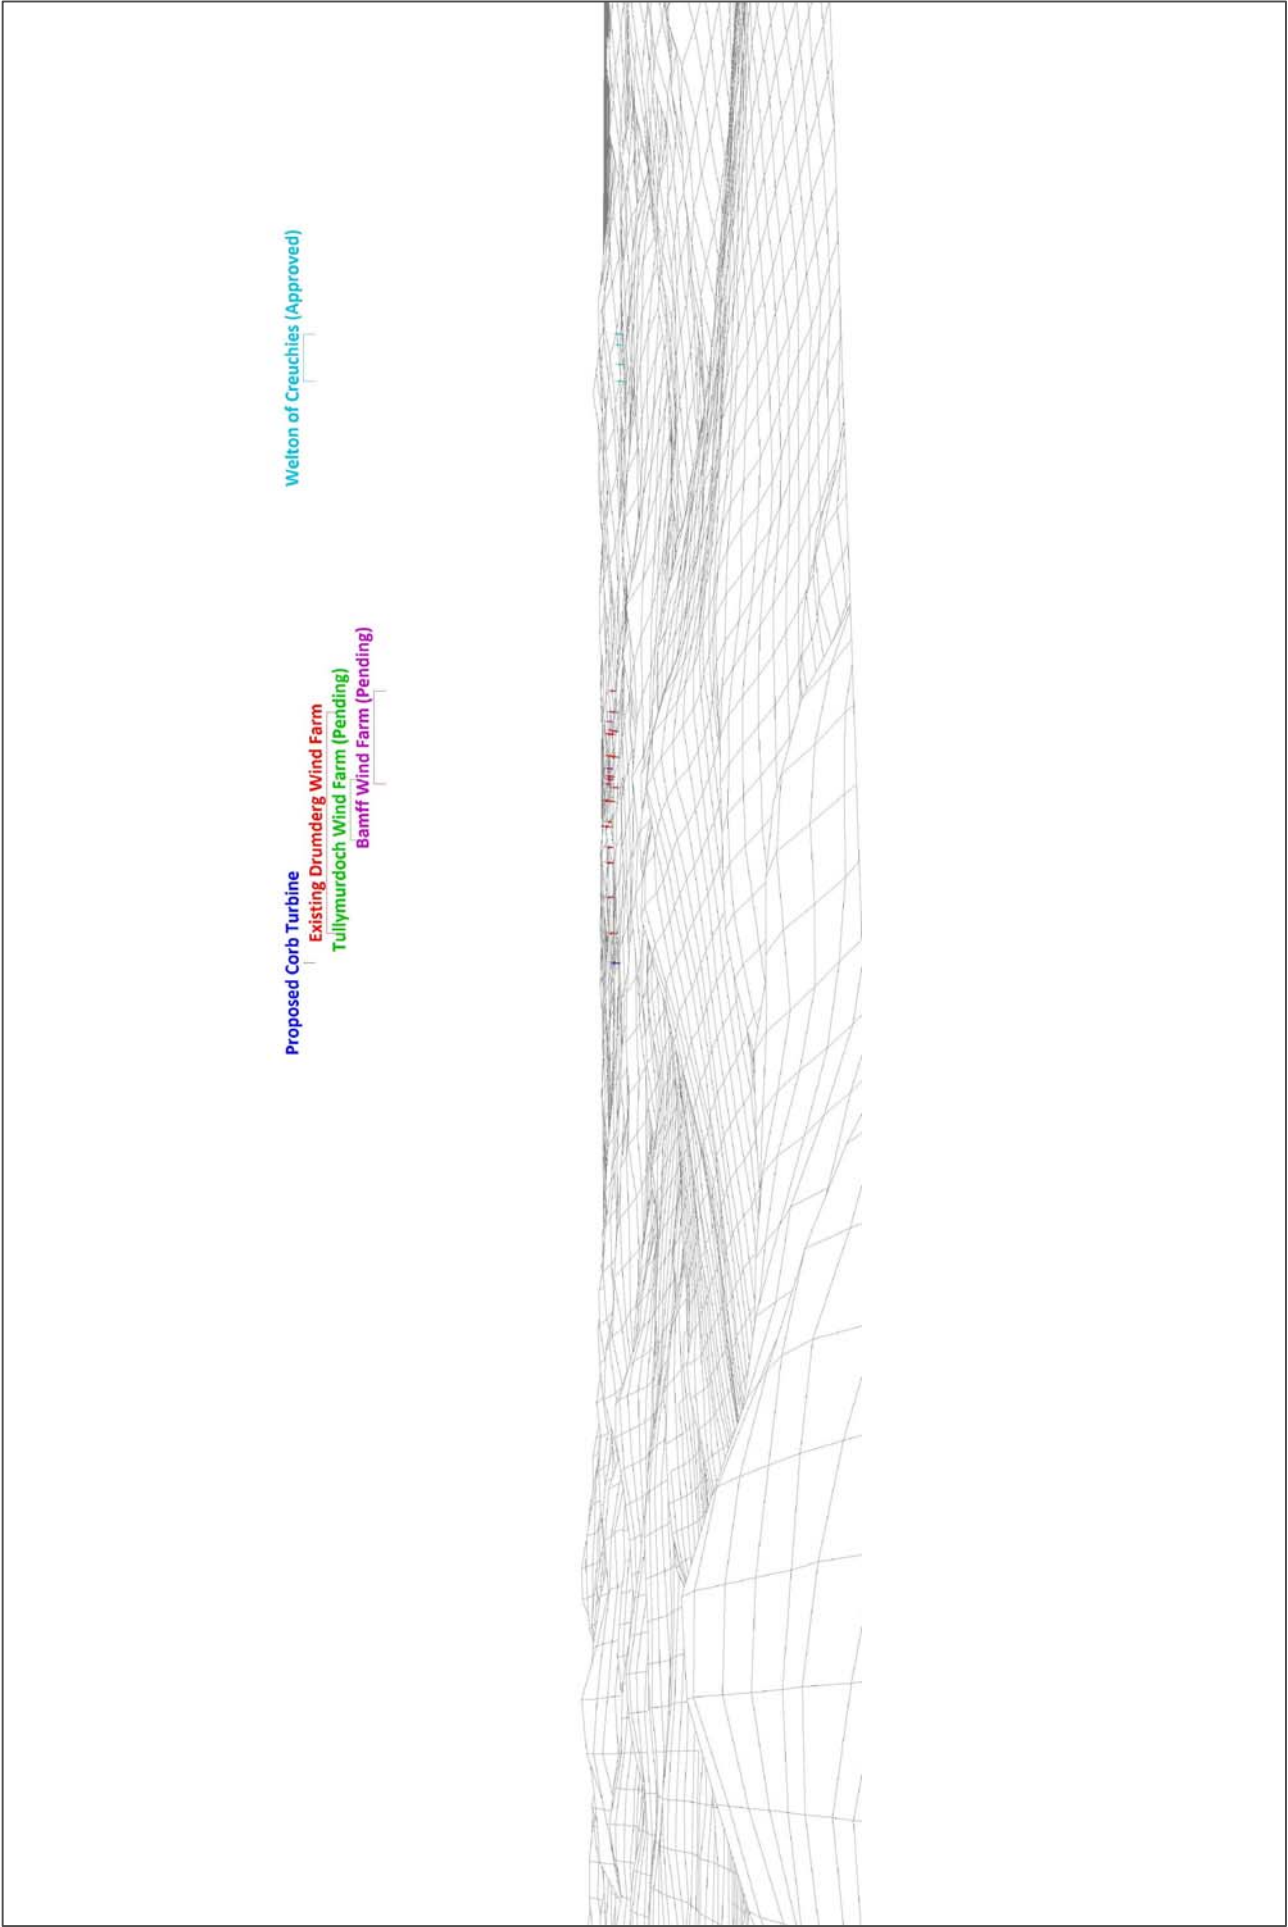 Proposed Corb Turbine
Welton of Creuchies (Approved)
Existing Drumderg Wind Farm
Tullymurdoch Wind Farm (Pending)
Bamff Wind Farm (Pending)